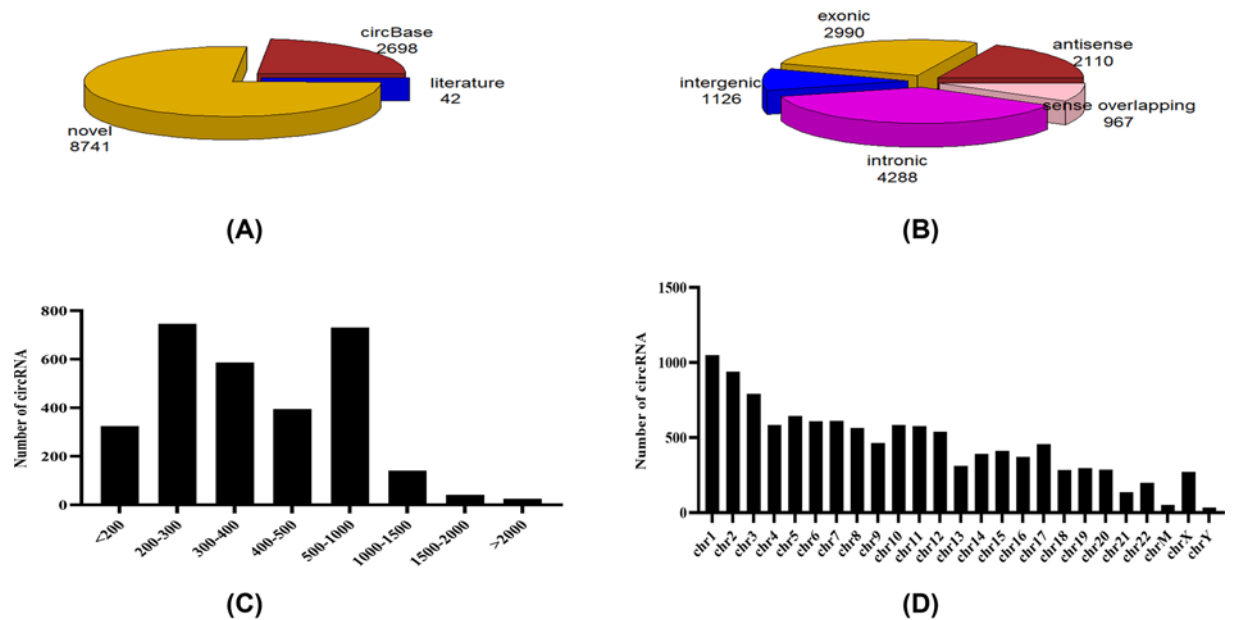 circBase
2698
literature
42
novel
8741
(A)
exonic
2990
antisense
2110
intergenic
1126
sense overlapping
967
intronic
4288
(B)
Number of circRNA
800
600
400
200
0
<200
200-300
300-400
400-500
500-1000
1000-1500
1500-2000
>2000
(C)
Number of circRNA
1500
1000
500
0
chr1
chr2
chr3
chr4
chr5
chr6
chr7
chr8
chr9
chr10
chr11
chr12
chr13
chr14
chr15
chr16
chr17
chr18
chr19
chr20
chr21
chr22
chrM
chrX
chrY
(D)